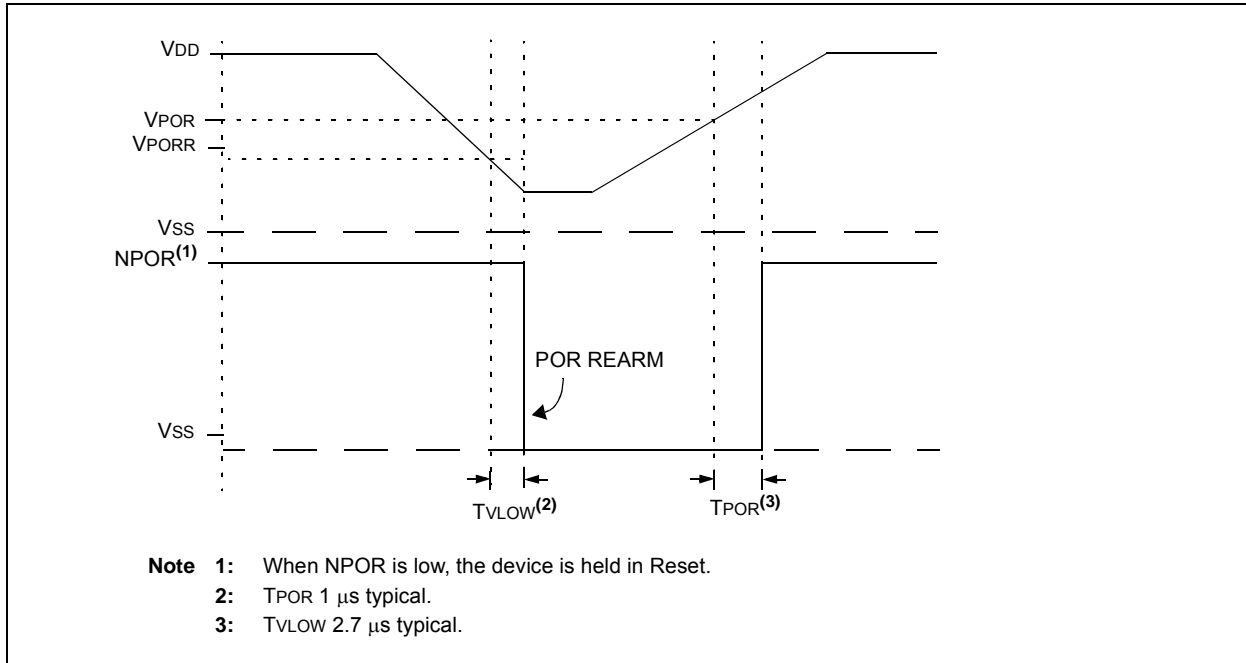 VDD
VPOR
VPORR
VSS
NPOR(1)
POR REARM
VSS
TVLOW(2)
TPOR(3)
Note 1: When NPOR is low, the device is held in Reset.
2: TPOR 1 μs typical.
3: TVLOW 2.7 μs typical.